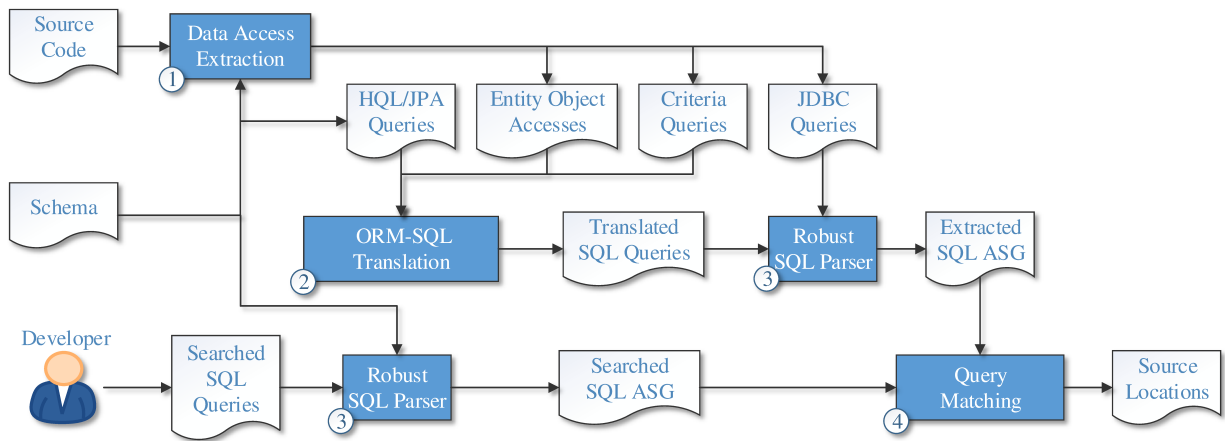 Source
Code
Data Access
Extraction
1
HQL/JPA
Queries
Entity Object
Accesses
Criteria
Queries
JDBC
Queries
Schema
ORM-SQL
Translation
2
Translated
SQL Queries
Robust
SQL Parser
3
Extracted
SQL ASG
Developer
Searched
SQL
Queries
Robust
SQL Parser
3
Searched
SQL ASG
Query
Matching
4
Source
Locations